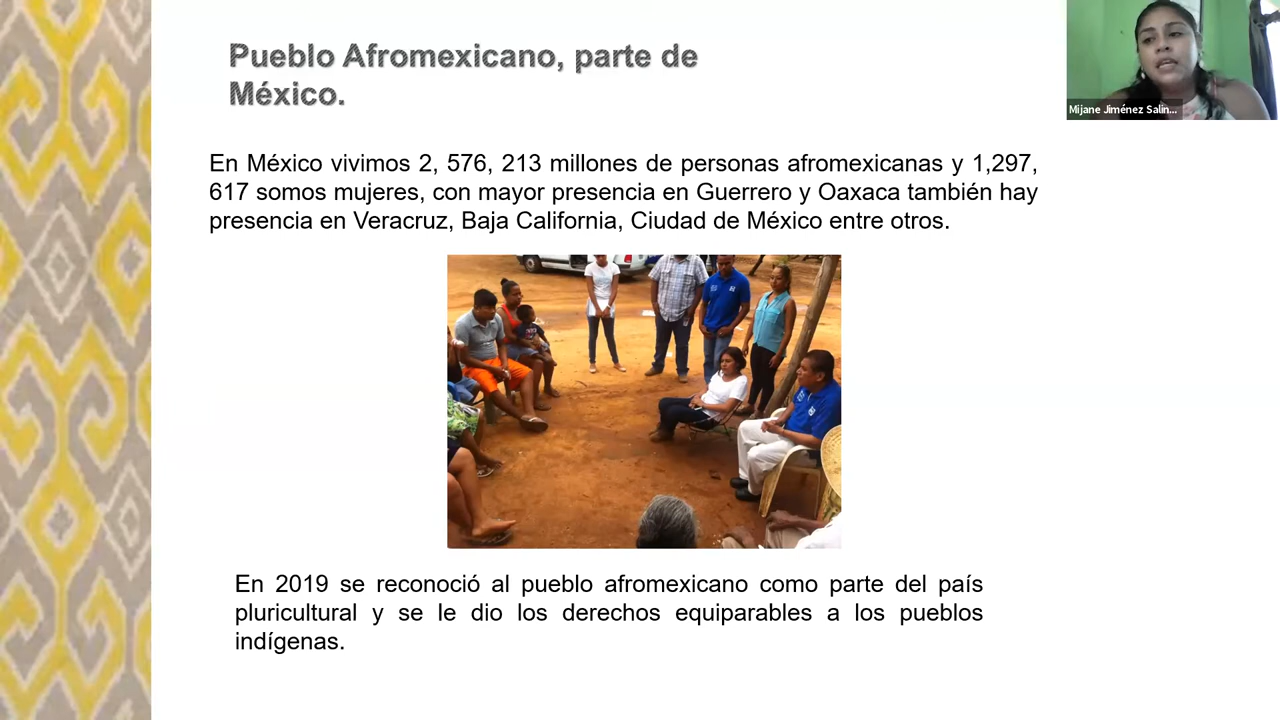 Pueblo Afromexicano, parte de
México.
Mijane Jiménez Salin...
En México vivimos 2, 576, 213 millones de personas afromexicanas y 1,297,
617 somos mujeres, con mayor presencia en Guerrero y Oaxaca también hay
presencia en Veracruz, Baja California, Ciudad de México entre otros.
En 2019 se reconoció al pueblo afromexicano como parte del país
pluricultural y se le dio los derechos equiparables a los pueblos
indígenas.